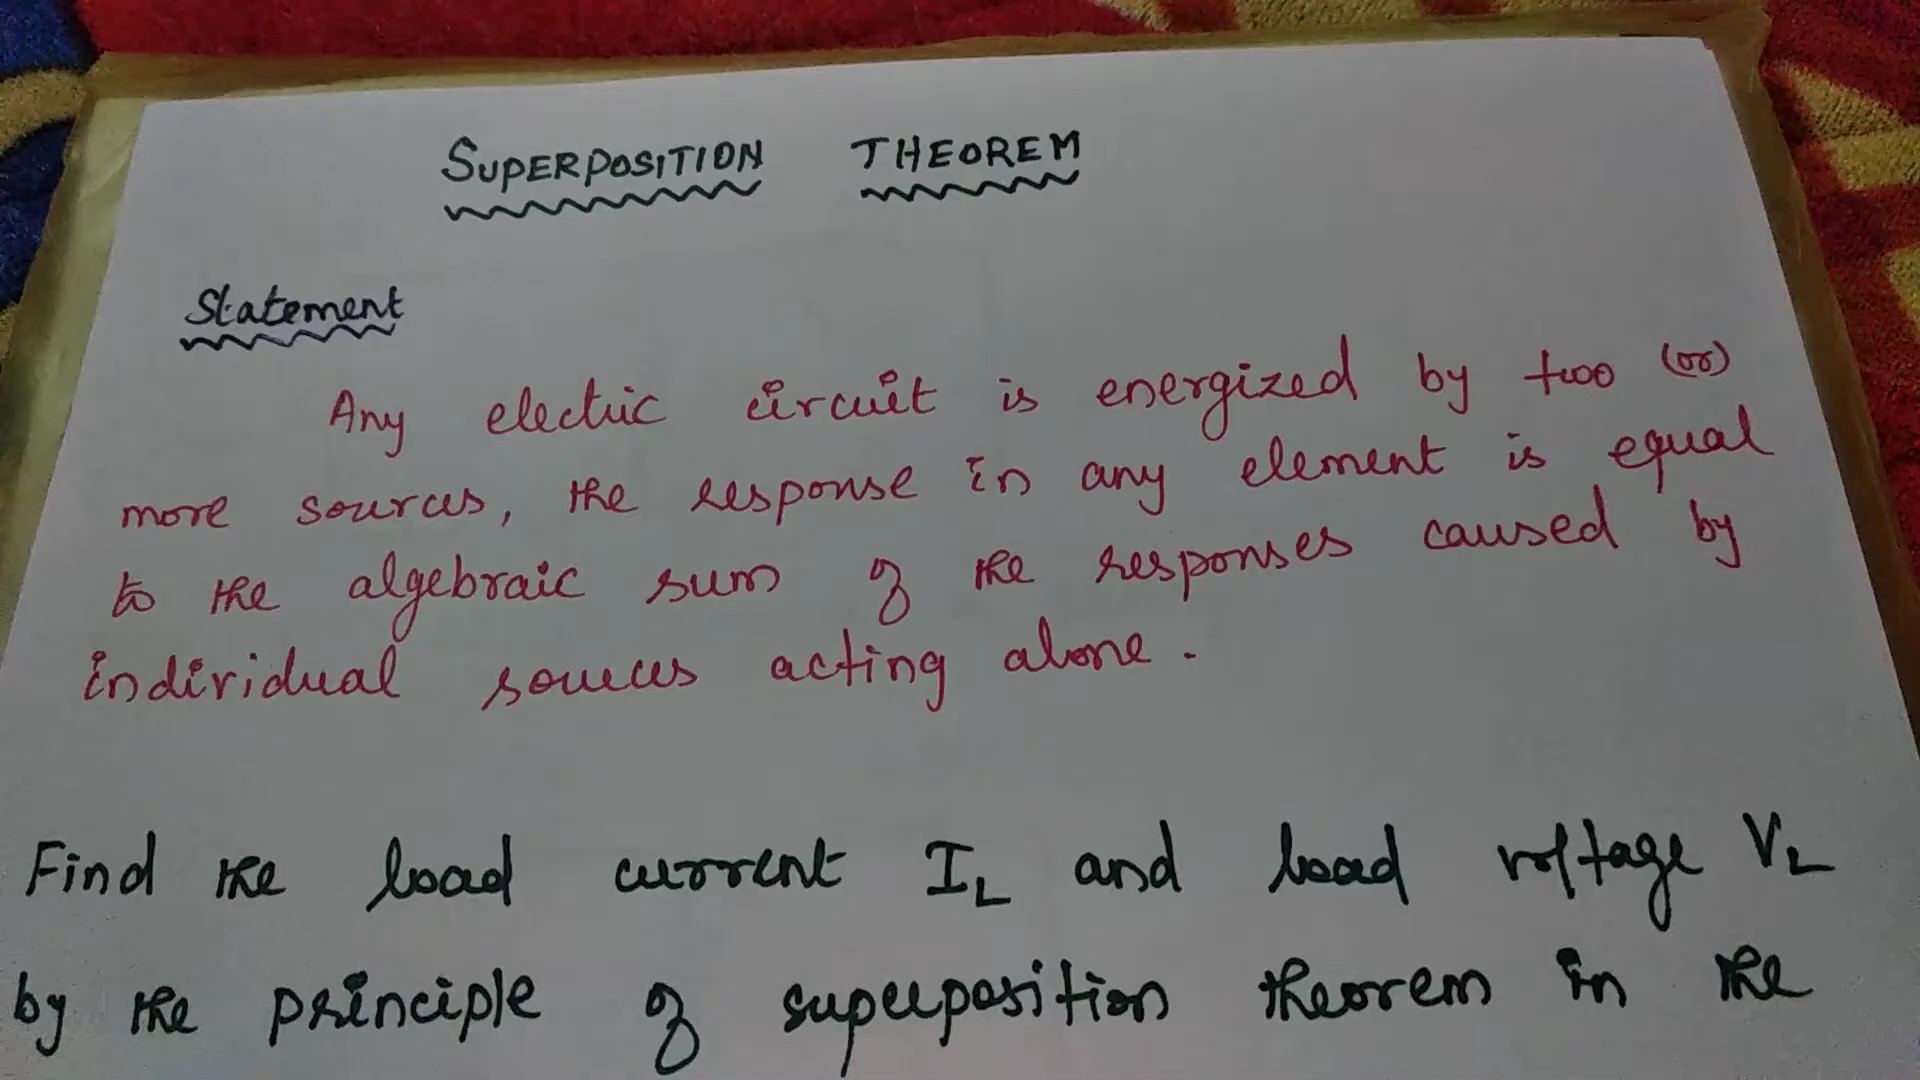 SUPERPOSITION THEOREM
Statement
Any electric circuit is energized by two (or)
more sources, the response in any element is equal
to the algebraic sum of the responses caused by
individual sources acting alone.
Find the load current IL and load voltage VL
by the principle of superposition theorem in the